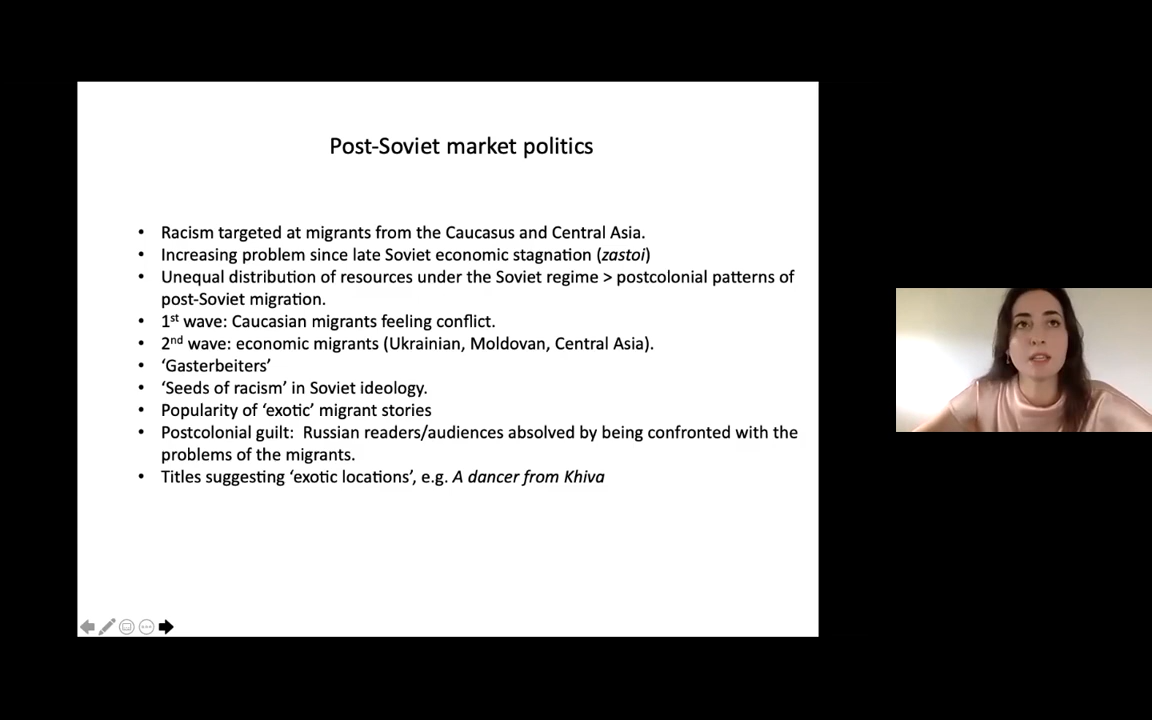 Post-Soviet market politics
• Racism targeted at migrants from the Caucasus and Central Asia.
• Increasing problem since late Soviet economic stagnation (zastoi)
• Unequal distribution of resources under the Soviet regime > postcolonial patterns of
post-Soviet migration.
• 1st wave: Caucasian migrants feeling conflict.
• 2nd wave: economic migrants (Ukrainian, Moldovan, Central Asia).
• ‘Gasterbeiters’
• ‘Seeds of racism’ in Soviet ideology.
• Popularity of ‘exotic’ migrant stories
• Postcolonial guilt:  Russian readers/audiences absolved by being confronted with the
problems of the migrants.
• Titles suggesting ‘exotic locations’, e.g. A dancer from Khiva